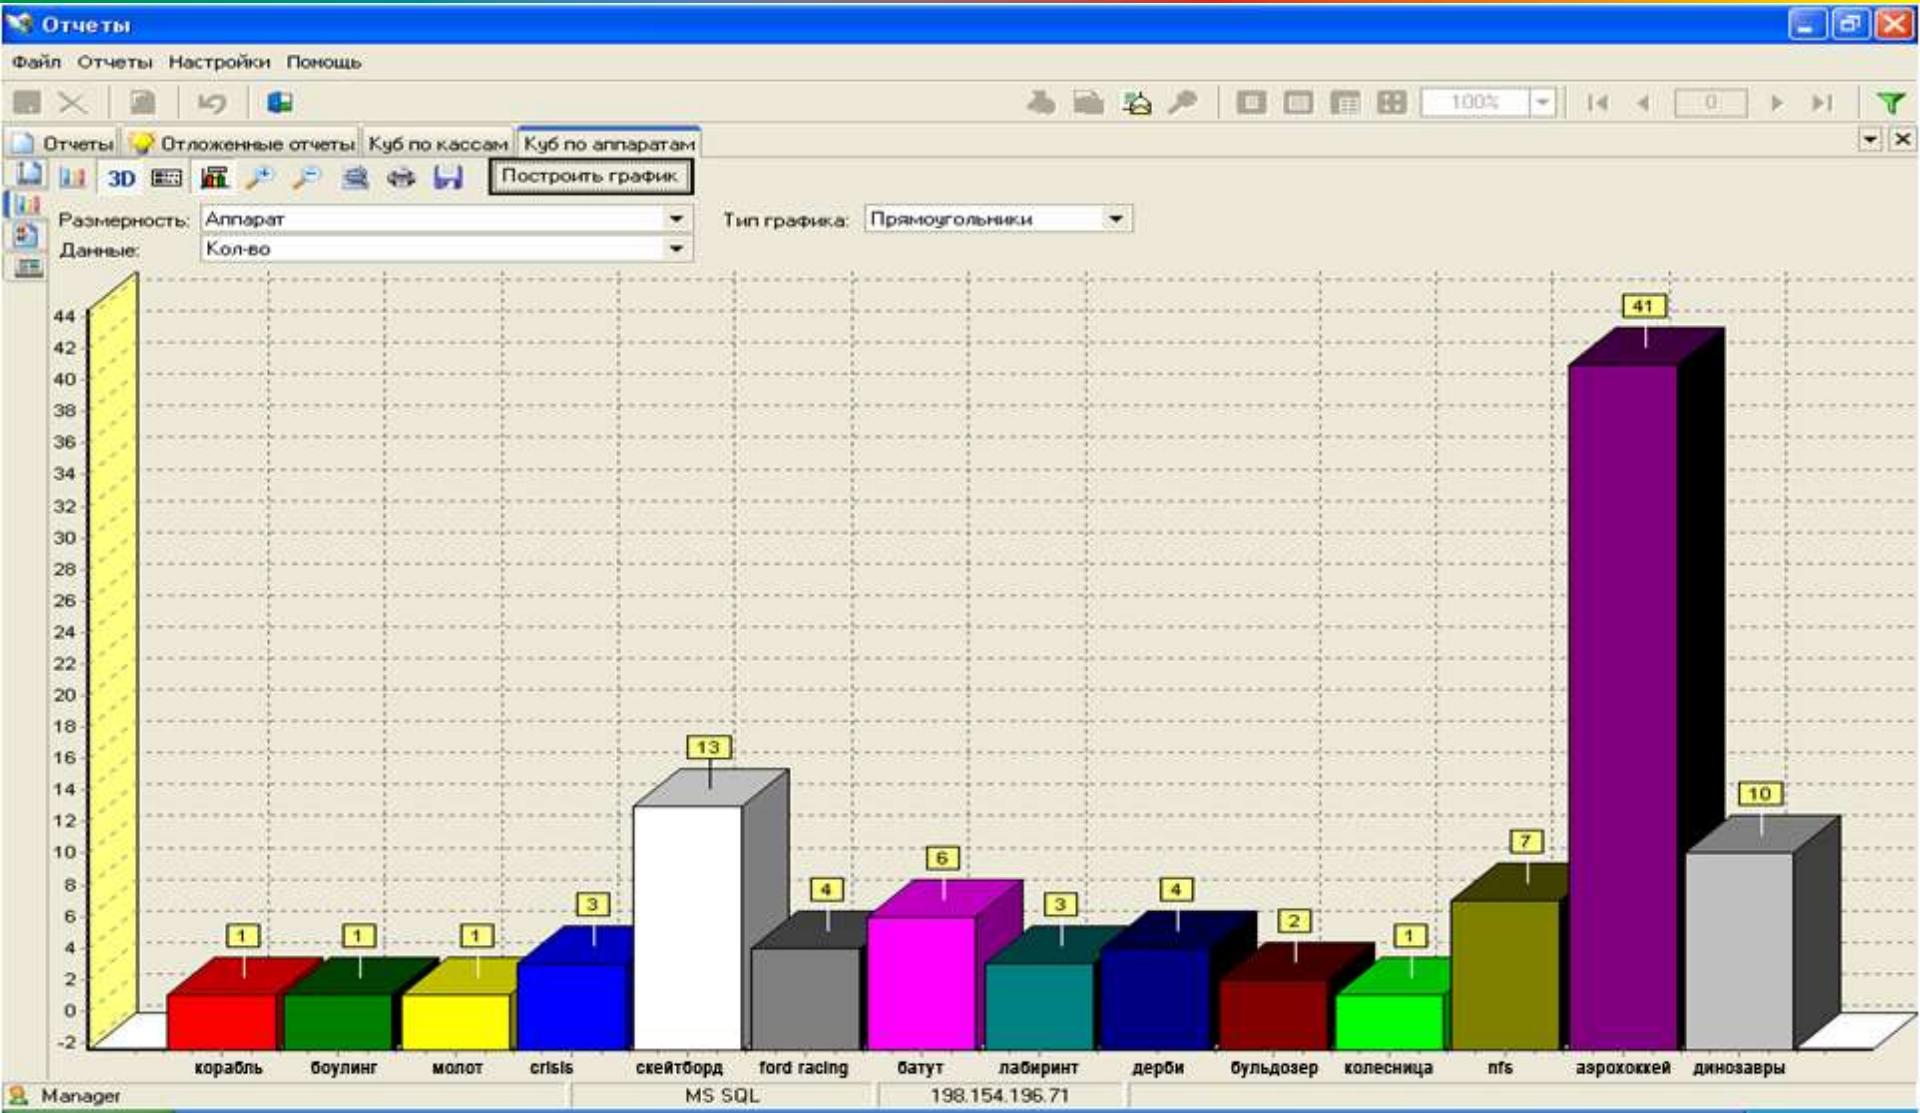 Отчеты
Файл Отчеты Настройки Помощь
100% 0
Отчеты Отложенные отчеты Куб по кассам Куб по аппаратам
3D Построить график
Размерность: Аппарат Тип графика: Прямоугольники
Данные: Кол-во
44
42
40
38
36
34
32
30
28
26
24
22
20
18
16
14
12
10
8
6
4
2
0
-2
1 1 1 3 13 4 6 3 4 2 1 7 41 10
корабль боулинг молот crisis скейтборд ford racing батут лабиринт дерби бульдозер колесница nfs аэрохоккей динозавры
Manager MS SQL 198.154.196.71